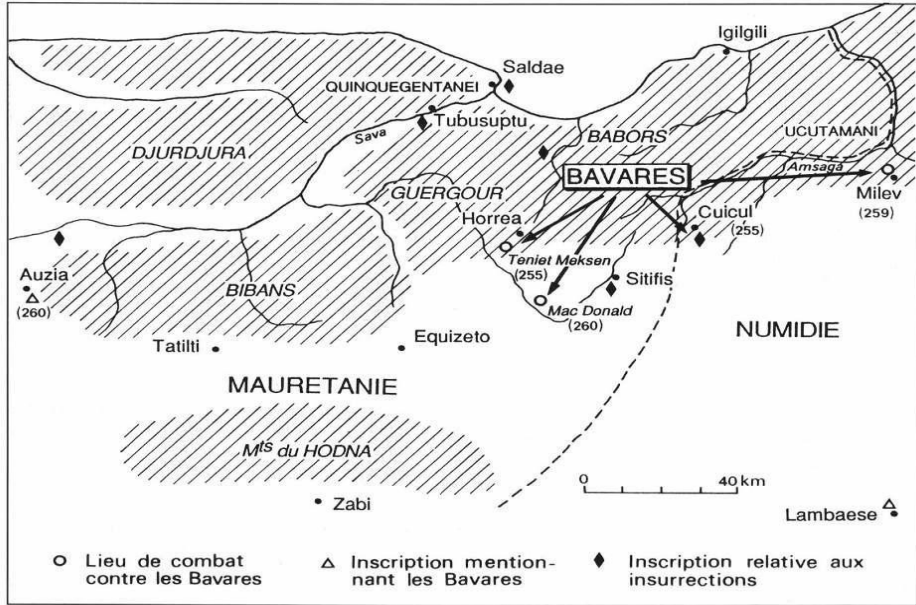 Igilgili
Saldae
QUINQUEGENTANEI
Tubusuptu
Sava
BABORS
UCUTAMANI
DJURDJURA
BAVARES
Amsaga
GUERGOUR
Milev
(259)
Horrea
Cuicul
(255)
Teniet Meksen
(255)
Auzia
(260)
BIBANS
Sitifis
Mac Donald
(260)
Tatilti
Equizeto
NUMIDIE
MAURETANIE
Mts du HODNA
0 40 km
Zabi
Lambaese
Lieu de combat
contre les Bavares
Inscription mention-
nant les Bavares
Inscription relative aux
insurrections